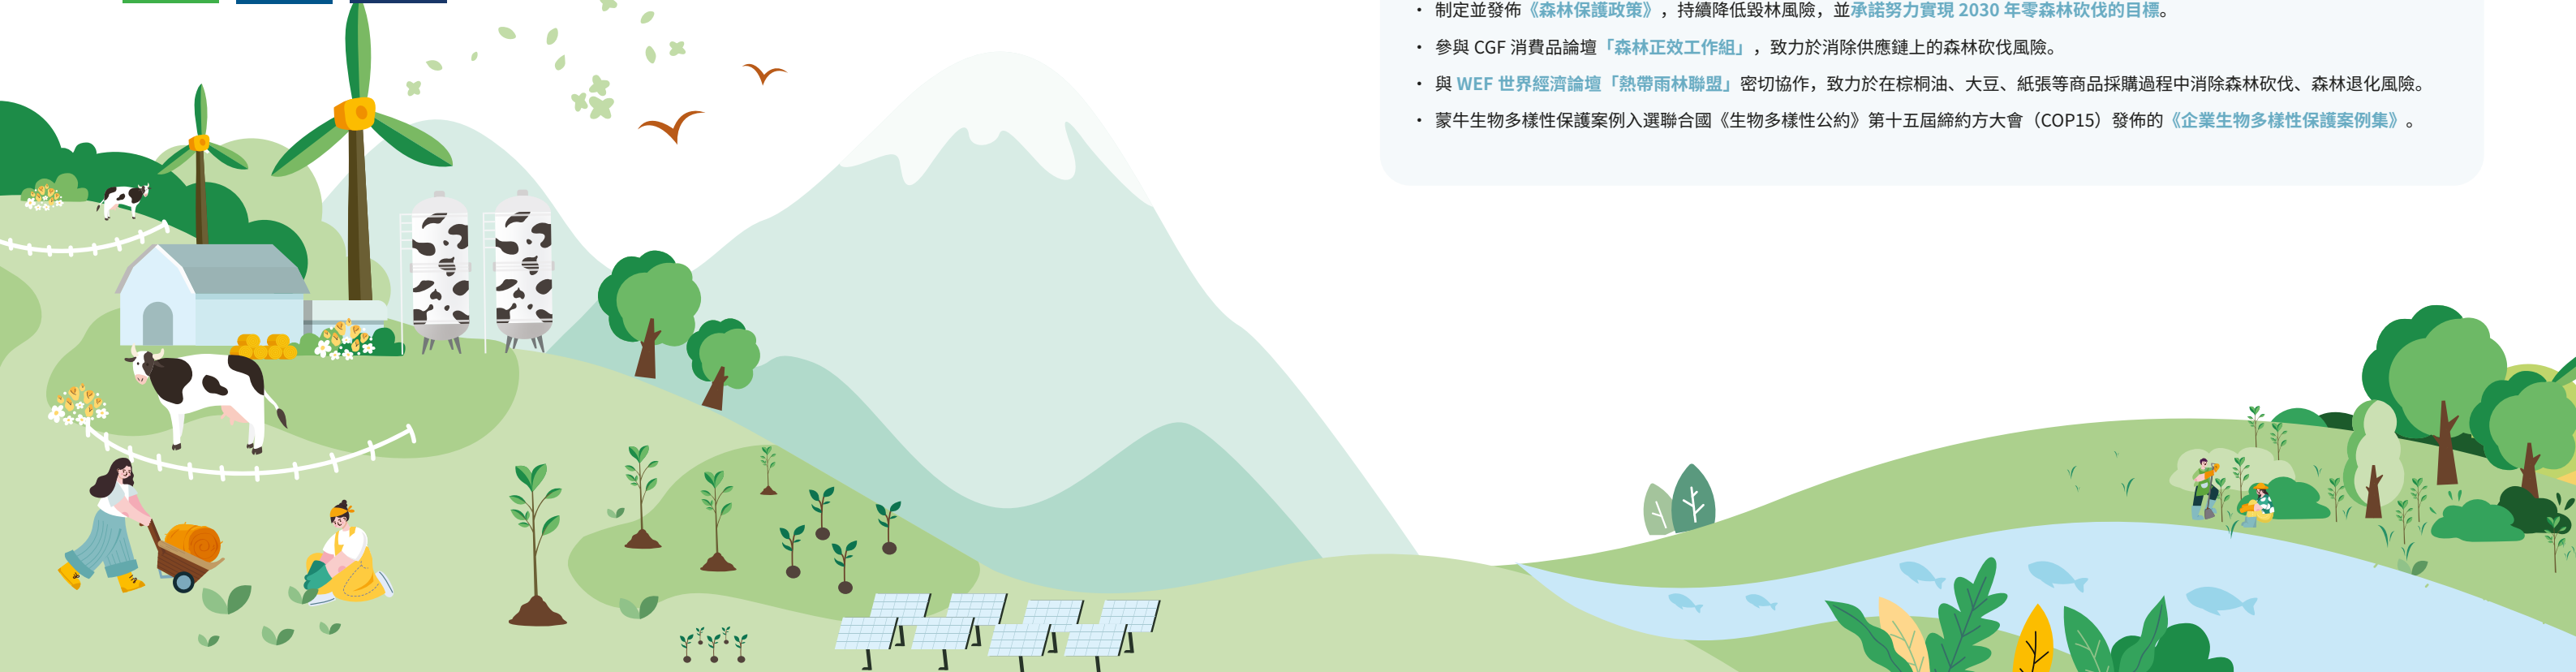 • 制定並發佈《森林保護政策》，持續降低毀林風險，並承諾努力實現 2030 年零森林砍伐的目標。
• 參與 CGF 消費品論壇「森林正效工作組」，致力於消除供應鏈上的森林砍伐風險。
• 與 WEF 世界經濟論壇「熱帶雨林聯盟」密切協作，致力於在棕櫚油、大豆、紙張等商品採購過程中消除森林砍伐、森林退化風險。
• 蒙牛生物多樣性保護案例入選聯合國《生物多樣性公約》第十五屆締約方大會（COP15）發佈的《企業生物多樣性保護案例集》。